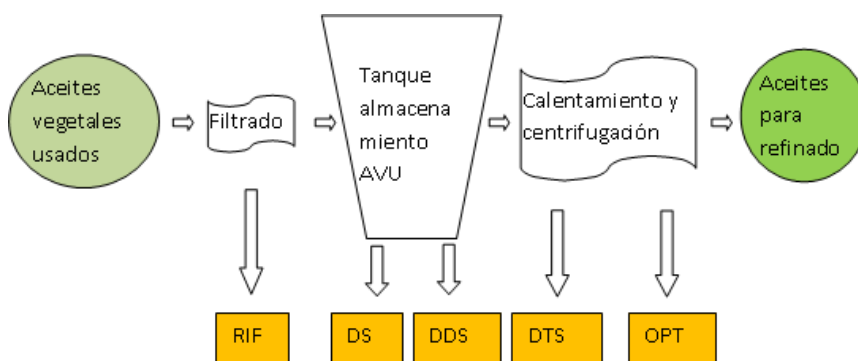 Aceites
vegetales
usados
Filtrado
Tanque
almacena
miento
AVU
Calentamiento y
centrifugación
Aceites
para
refinado
RIF
DS
DDS
DTS
OPT